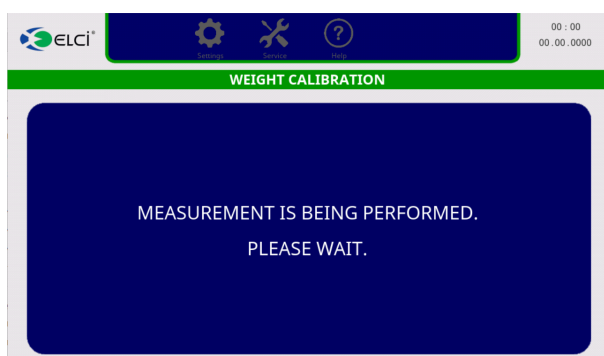 ELCi
Settings
Service
Help
00 : 00
00 . 00 . 0000
WEIGHT CALIBRATION
MEASUREMENT IS BEING PERFORMED.
PLEASE WAIT.